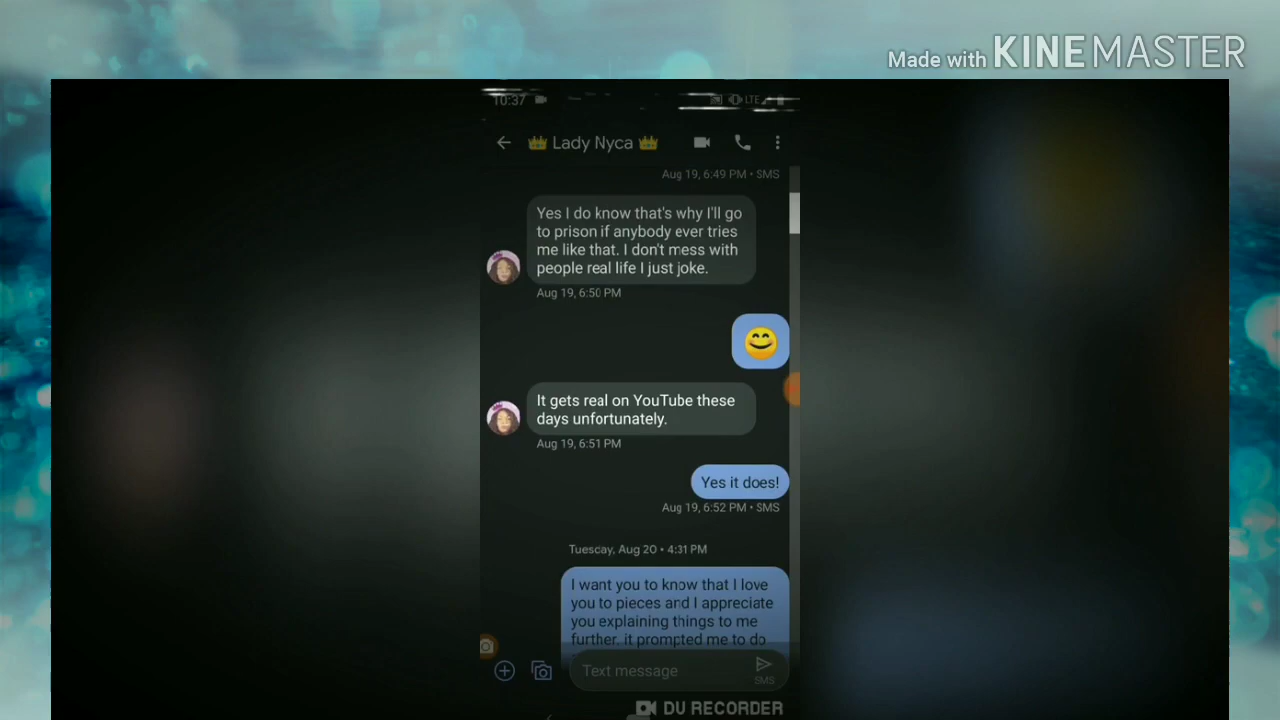 Made with KINEMASTER
10:37 LTE
Lady Nyca
Aug 19, 6:49 PM • SMS
Yes I do know that's why I'll go
to prison if anybody ever tries
me like that. I don't mess with
people real life I just joke.
Aug 19, 6:50 PM
It gets real on YouTube these
days unfortunately.
Aug 19, 6:51 PM
Yes it does!
Aug 19, 6:52 PM • SMS
Tuesday, Aug 20 • 4:31 PM
I want you to know that I love
you to pieces and I appreciate
you explaining things to me
further. it prompted me to do
Text message
SMS
DU RECORDER